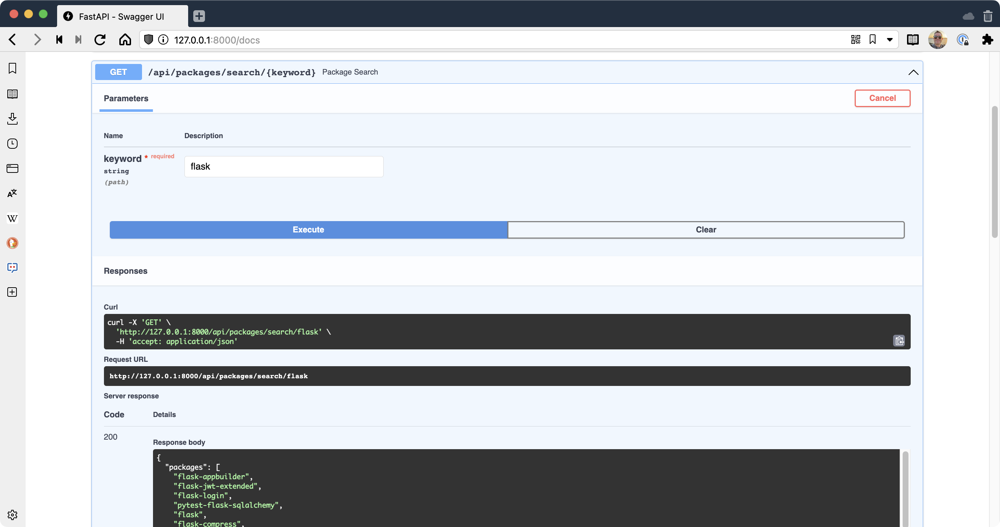 FastAPI - Swagger UI
127.0.0.1:8000/docs
GET /api/packages/search/{keyword} Package Search
Parameters
Cancel
Name Description
keyword * required
flask
string
(path)
Execute Clear
Responses
Curl
curl -X 'GET' \
'http://127.0.0.1:8000/api/packages/search/flask' \
-H 'accept: application/json'
Request URL
http://127.0.0.1:8000/api/packages/search/flask
Server response
Code Details
200
Response body
{
"packages": [
"flask-appbuilder",
"flask-jwt-extended",
"flask-login",
"pytest-flask-sqlalchemy",
"flask",
"flask-compress",